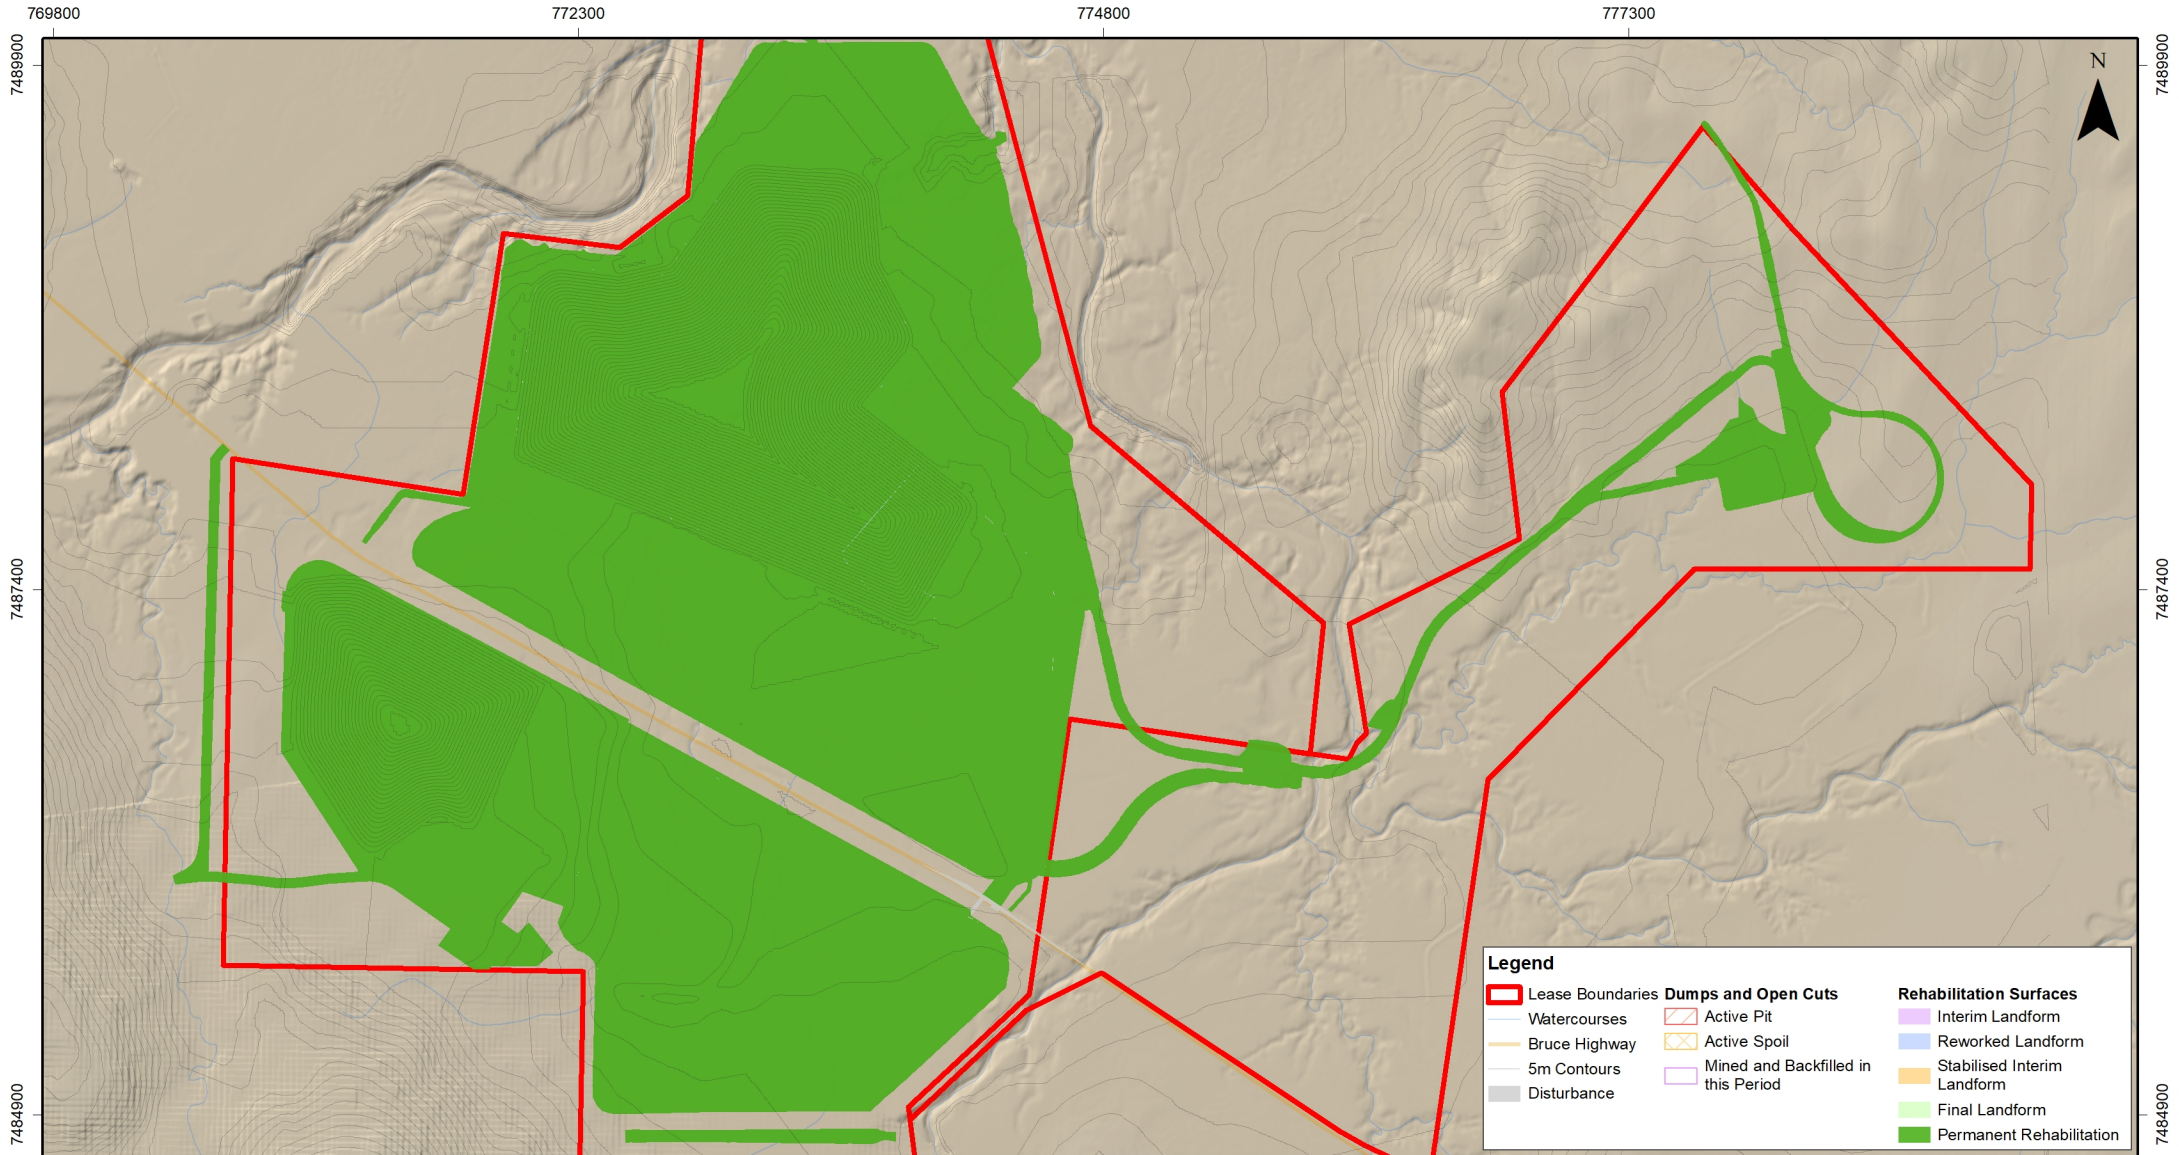 769800
772300
774800
777300
7489900
7489900
N
7487400
7487400
7484900
7484900
Legend
Lease Boundaries
Watercourses
Bruce Highway
5m Contours
Disturbance
Dumps and Open Cuts
Active Pit
Active Spoil
Mined and Backfilled in
this Period
Rehabilitation Surfaces
Interim Landform
Reworked Landform
Stabilised Interim
Landform
Final Landform
Permanent Rehabilitation